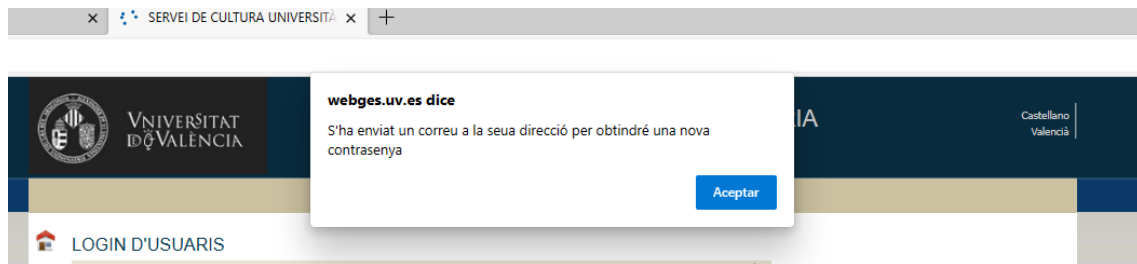 SERVEI DE CULTURA UNIVERSITÀ
VNIVERSITAT
D VALÈNCIA
webges.uv.es dice
S'ha enviat un correu a la seua direcció per obtindré una nova
contrasenya
Aceptar
IA
Castellano
Valencià
LOGIN D'USUARIS